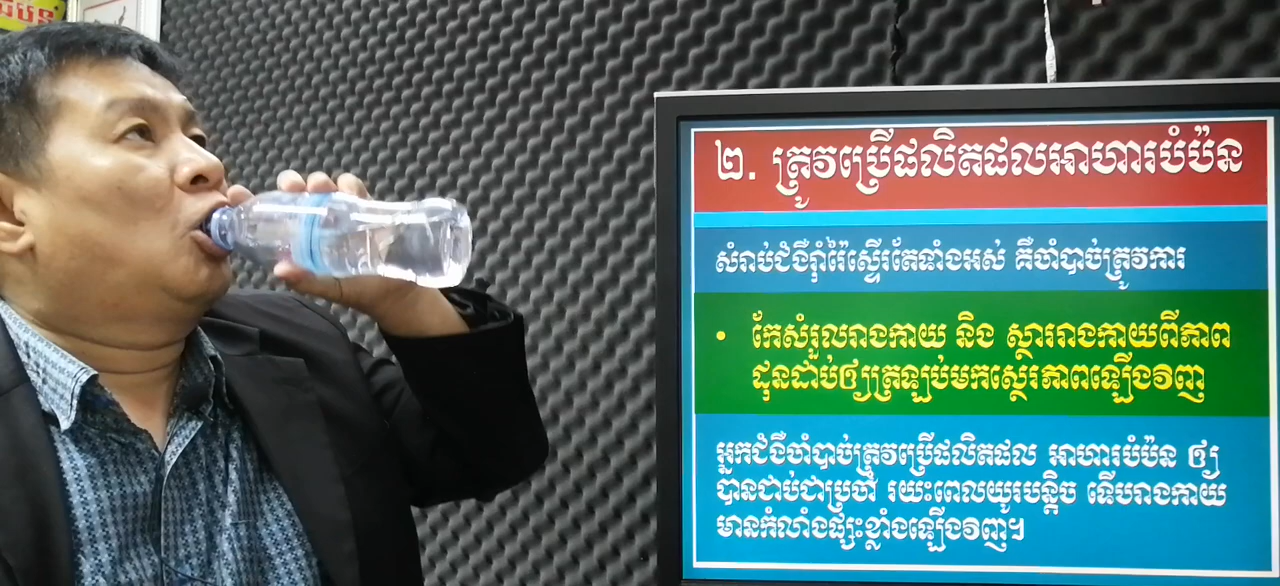 ២. ត្រូវប្រើផលិតផលអាហារបំប៉ន
សំរាប់ជំងឺរ៉ាំរ៉ៃស្ទើរតែទាំងអស់ គឺចាំបាច់ត្រូវការ
• កែសំរួលរាងកាយ និង ស្តាររាងកាយពីភាព
ដុនដាប់ឲ្យត្រឡប់មកស្ថេរភាពឡើងវិញ
អ្នកជំងឺចាំបាច់ត្រូវប្រើផលិតផល អាហារបំប៉ន ឲ្យ
បានជាប់ជាប្រចាំ រយះពេលយូរបន្តិច ទើបរាងកាយ
មានកំលាំងផ្សះខ្លាំងឡើងវិញ។